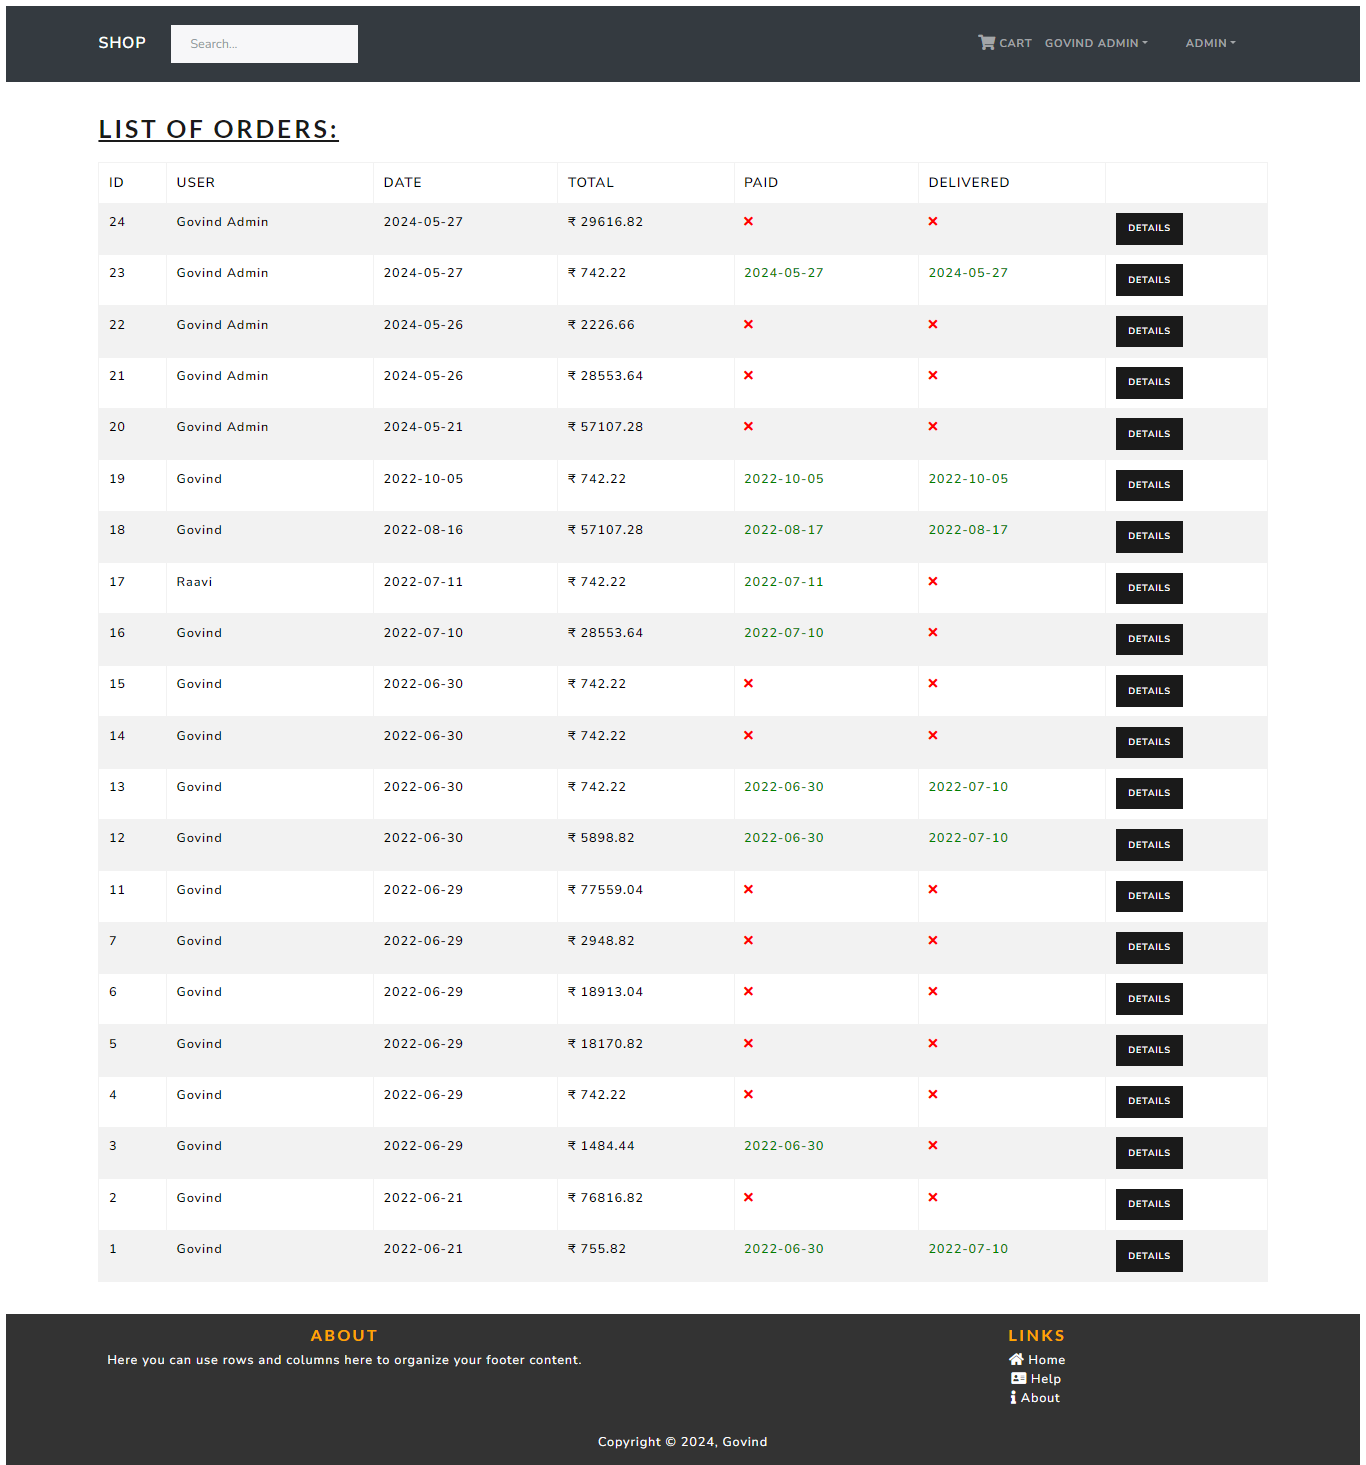 SHOP Search... CART GOVIND ADMIN ADMIN
LIST OF ORDERS:
ID USER DATE TOTAL PAID DELIVERED
24 Govind Admin 2024-05-27 ₹ 29616.82 DETAILS
23 Govind Admin 2024-05-27 ₹ 742.22 2024-05-27 2024-05-27 DETAILS
22 Govind Admin 2024-05-26 ₹ 2226.66 DETAILS
21 Govind Admin 2024-05-26 ₹ 28553.64 DETAILS
20 Govind Admin 2024-05-21 ₹ 57107.28 DETAILS
19 Govind 2022-10-05 ₹ 742.22 2022-10-05 2022-10-05 DETAILS
18 Govind 2022-08-16 ₹ 57107.28 2022-08-17 2022-08-17 DETAILS
17 Raavi 2022-07-11 ₹ 742.22 2022-07-11 DETAILS
16 Govind 2022-07-10 ₹ 28553.64 2022-07-10 DETAILS
15 Govind 2022-06-30 ₹ 742.22 DETAILS
14 Govind 2022-06-30 ₹ 742.22 DETAILS
13 Govind 2022-06-30 ₹ 742.22 2022-06-30 2022-07-10 DETAILS
12 Govind 2022-06-30 ₹ 5898.82 2022-06-30 2022-07-10 DETAILS
11 Govind 2022-06-29 ₹ 77559.04 DETAILS
7 Govind 2022-06-29 ₹ 2948.82 DETAILS
6 Govind 2022-06-29 ₹ 18913.04 DETAILS
5 Govind 2022-06-29 ₹ 18170.82 DETAILS
4 Govind 2022-06-29 ₹ 742.22 DETAILS
3 Govind 2022-06-29 ₹ 1484.44 2022-06-30 DETAILS
2 Govind 2022-06-21 ₹ 76816.82 DETAILS
1 Govind 2022-06-21 ₹ 755.82 2022-06-30 2022-07-10 DETAILS
ABOUT
Here you can use rows and columns here to organize your footer content.
LINKS
Home
Help
About
Copyright © 2024, Govind